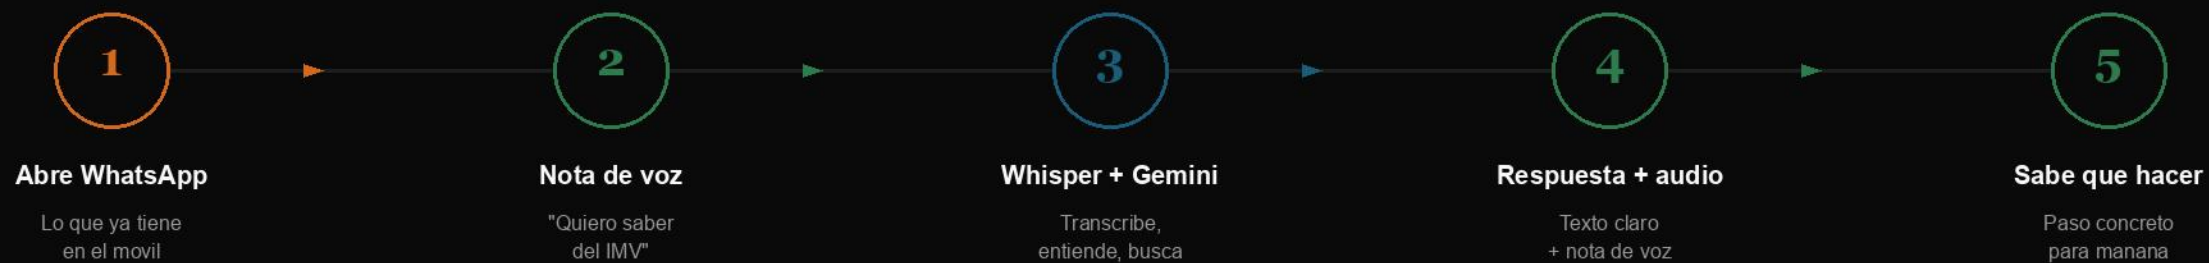 1
2
3
4
5
Abre WhatsApp
Lo que ya tiene
en el movil
Nota de voz
"Quiero saber
del IMV"
Whisper + Gemini
Transcribe,
entiende, busca
Respuesta + audio
Texto claro
+ nota de voz
Sabe que hacer
Paso concreto
para manana